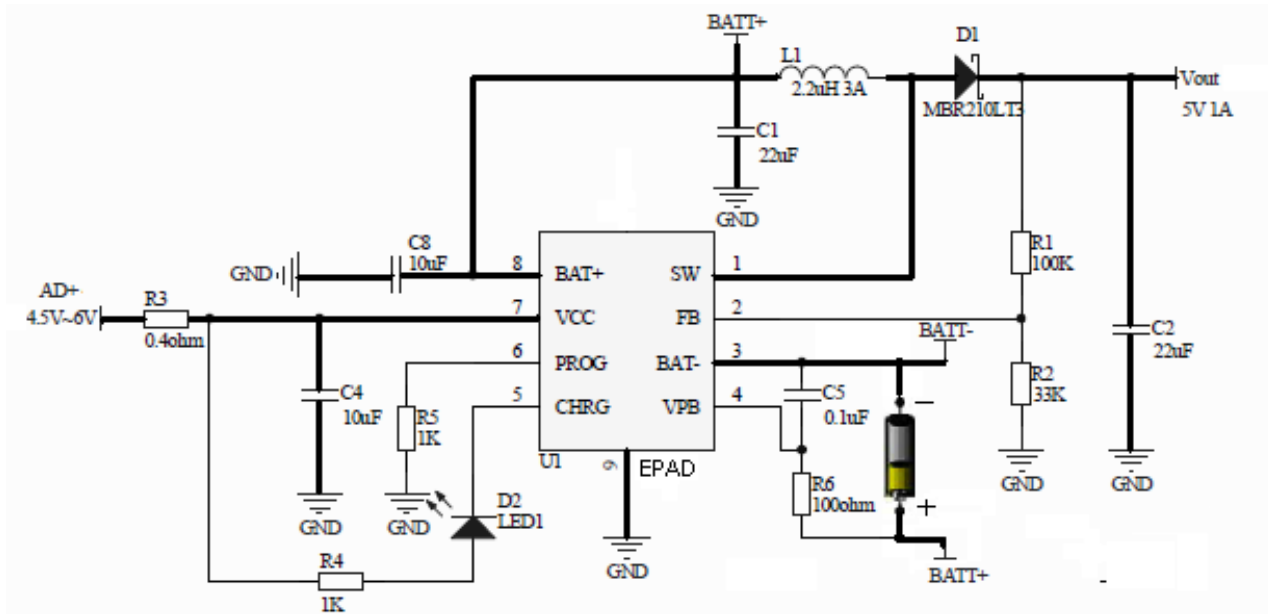 BATT+
L1
2.2uH 3A
D1
MBR210LT3
Vout
5V 1A
C1
22uF
GND
C8
10uF
GND
8
BAT+
SW
1
R1
100K
AD+
4.5V~6V
R3
0.4ohm
7
VCC
FB
2
BATT-
C2
22uF
6
PROG
BAT-
3
R2
33K
C4
10uF
R5
1K
5
CHRG
VPB
4
C5
0.1uF
–
U1
9
EPAD
GND
GND
D2
LED1
R6
100ohm
+
GND
GND
R4
1K
GND
BATT+
-